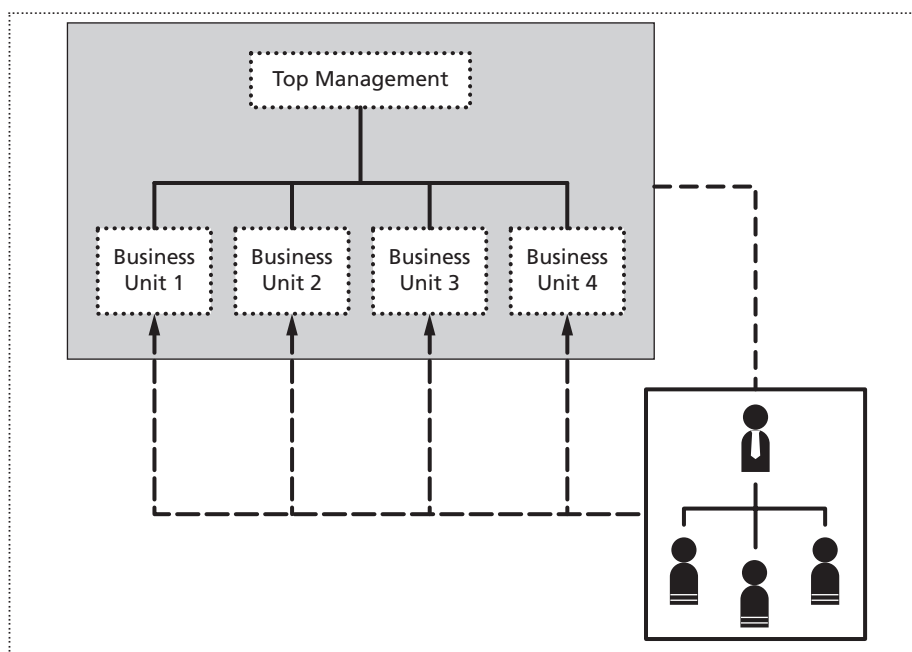 Top Management
Business
Unit 1
Business
Unit 2
Business
Unit 3
Business
Unit 4